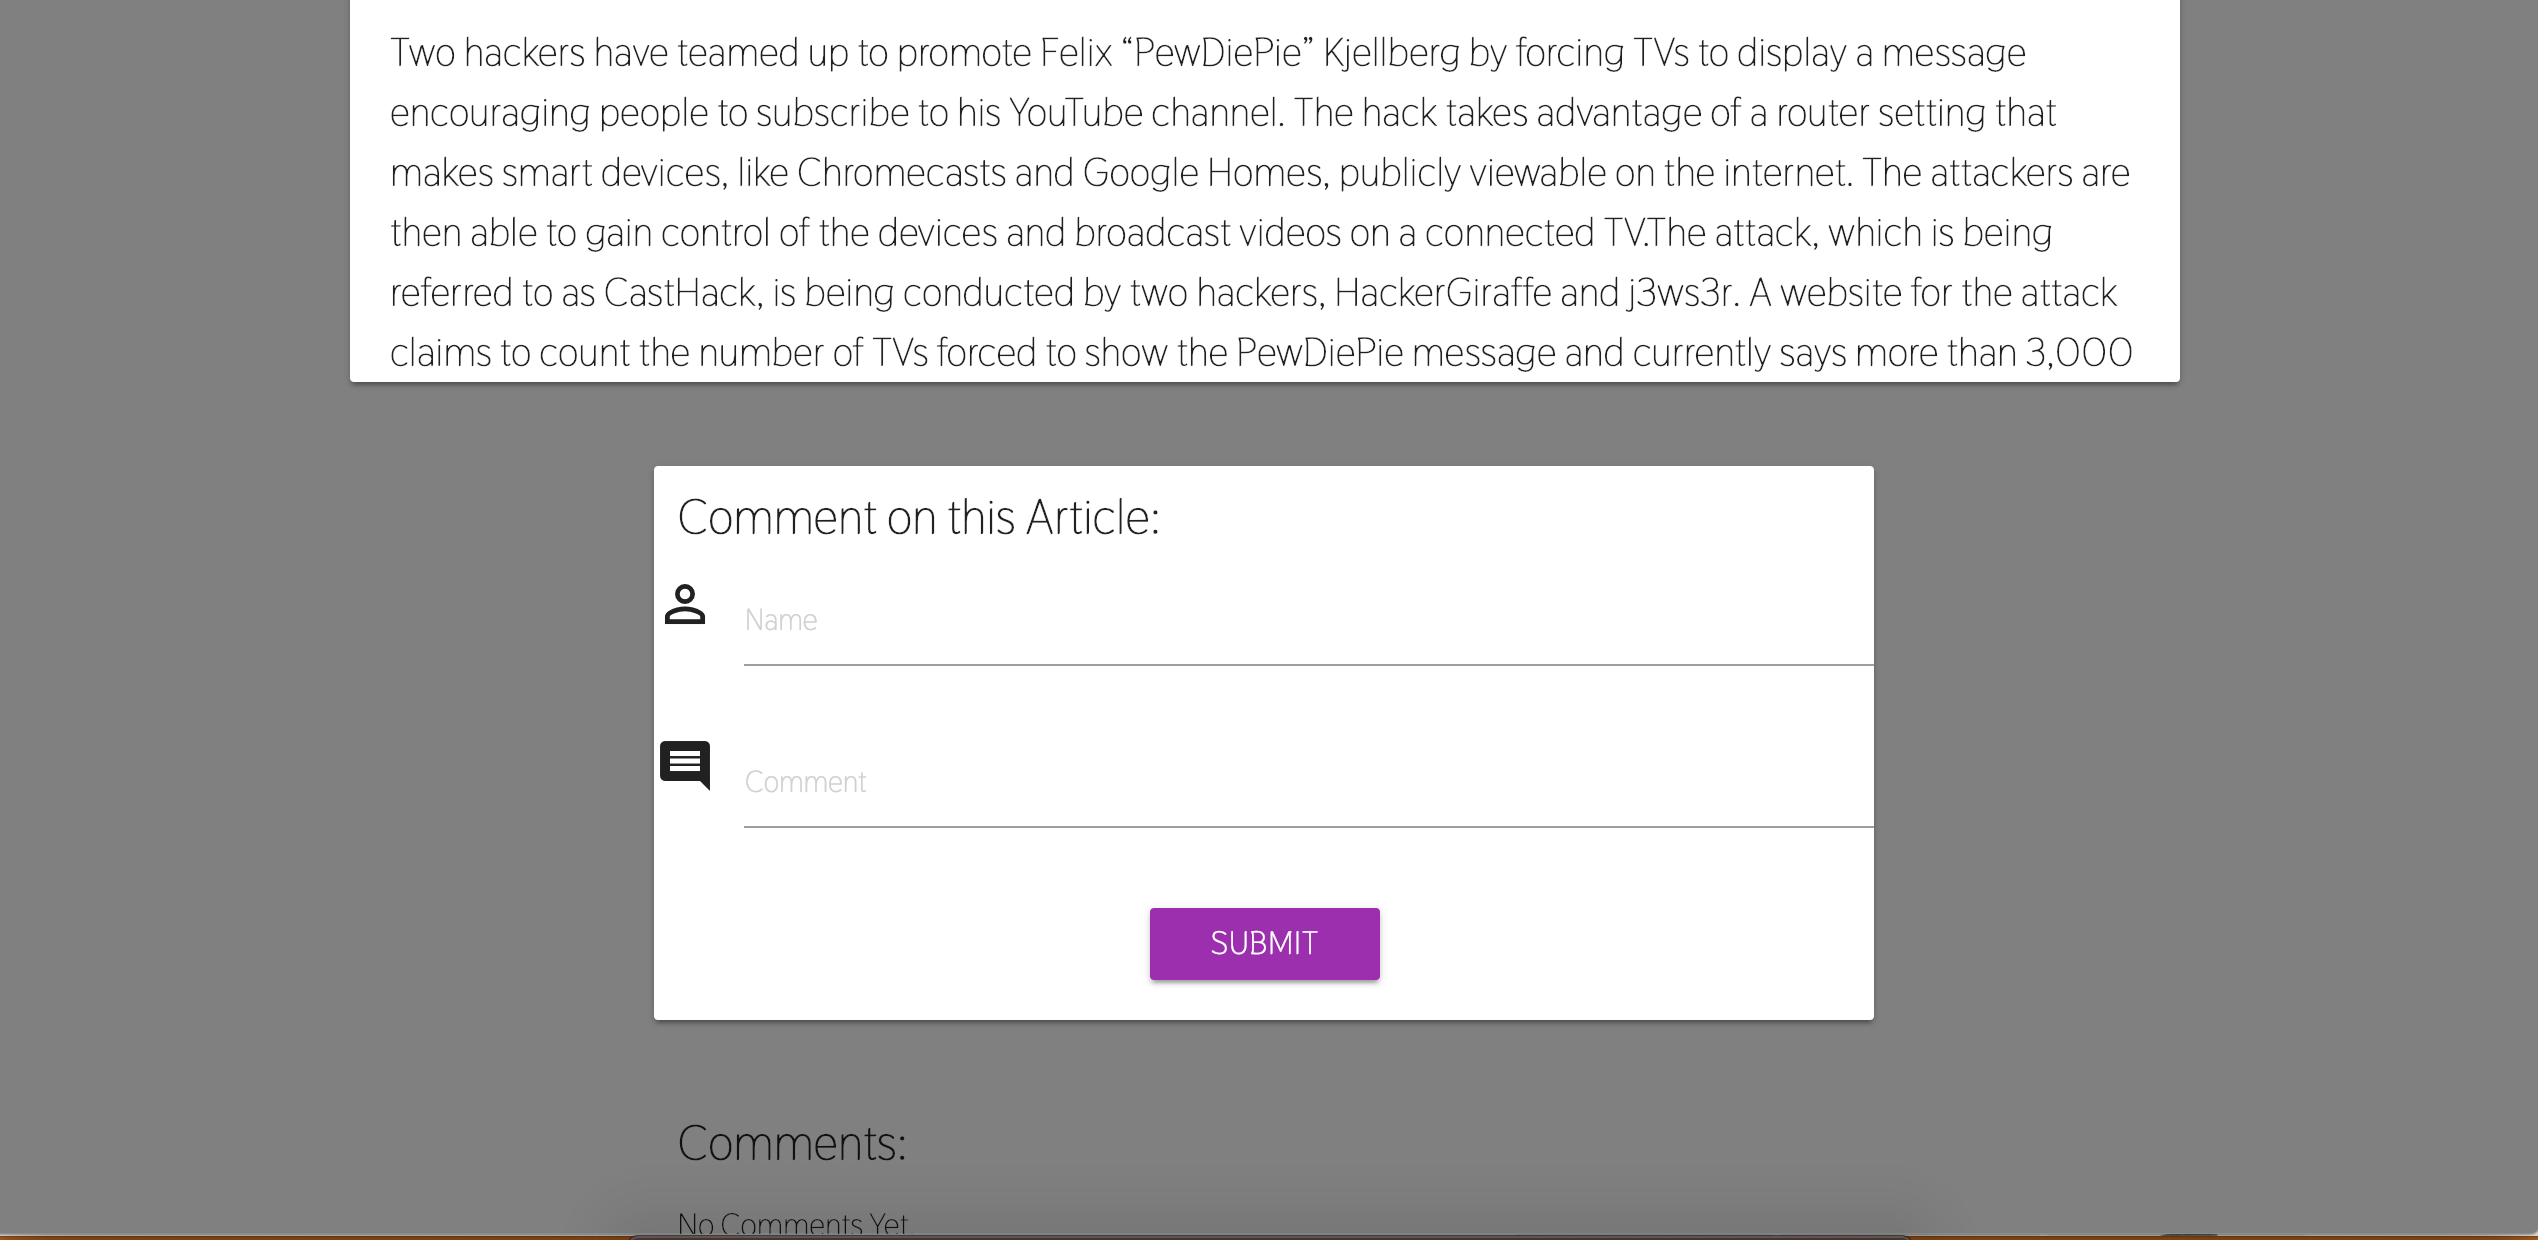 Two hackers have teamed up to promote Felix “PewDiePie” Kjellberg by forcing TVs to display a message
encouraging people to subscribe to his YouTube channel. The hack takes advantage of a router setting that
makes smart devices, like Chromecasts and Google Homes, publicly viewable on the internet. The attackers are
then able to gain control of the devices and broadcast videos on a connected TV.The attack, which is being
referred to as CastHack, is being conducted by two hackers, HackerGiraffe and j3ws3r. A website for the attack
claims to count the number of TVs forced to show the PewDiePie message and currently says more than 3,000
Comment on this Article:
Name
Comment
SUBMIT
Comments:
No Comments Yet.